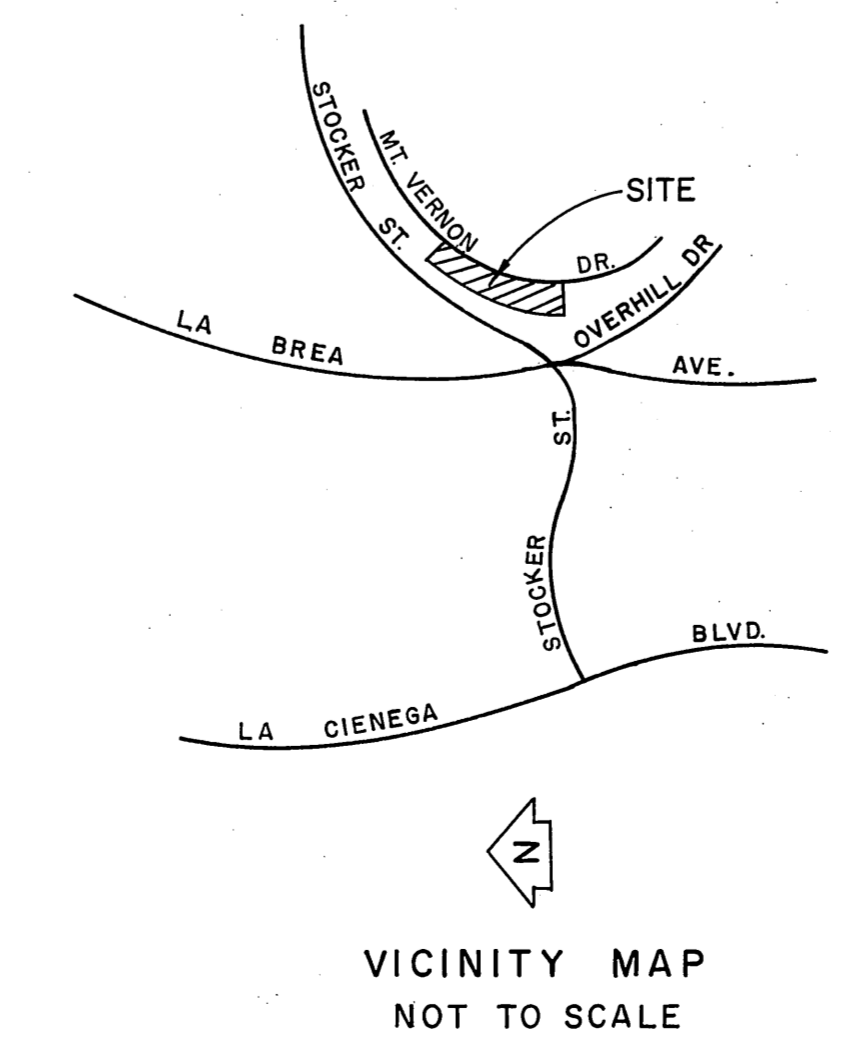 STOCKER ST.
MT. VERNON DR.
SITE
OVERHILL DR
LA BREA AVE.
STOCKER ST.
LA CIENEGA BLVD.
N
VICINITY MAP
NOT TO SCALE